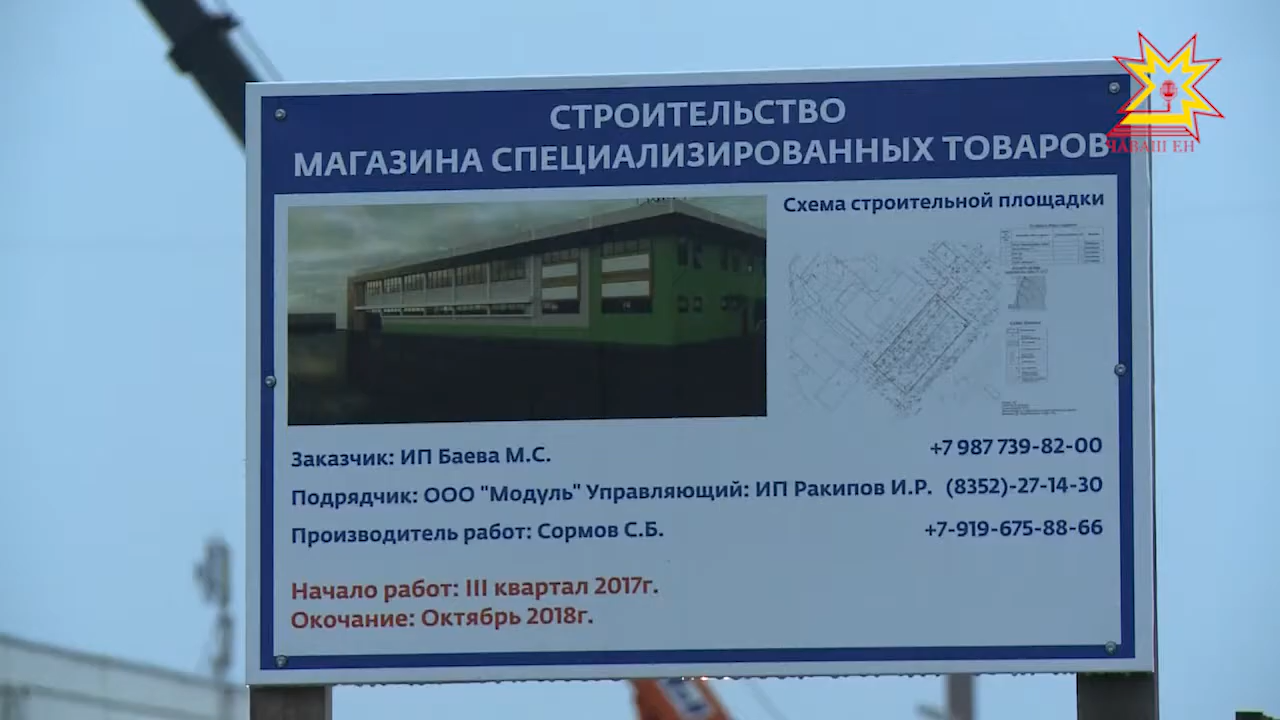 СТРОИТЕЛЬСТВО
МАГАЗИНА СПЕЦИАЛИЗИРОВАННЫХ ТОВАРОВ
ЧАВАШ ЕН
Схема строительной площадки
Заказчик: ИП Баева М.С. +7 987 739-82-00
Подрядчик: ООО "Модуль" Управляющий: ИП Ракипов И.Р. (8352)-27-14-30
Производитель работ: Сормов С.Б. +7-919-675-88-66
Начало работ: III квартал 2017г.
Окочание: Октябрь 2018г.